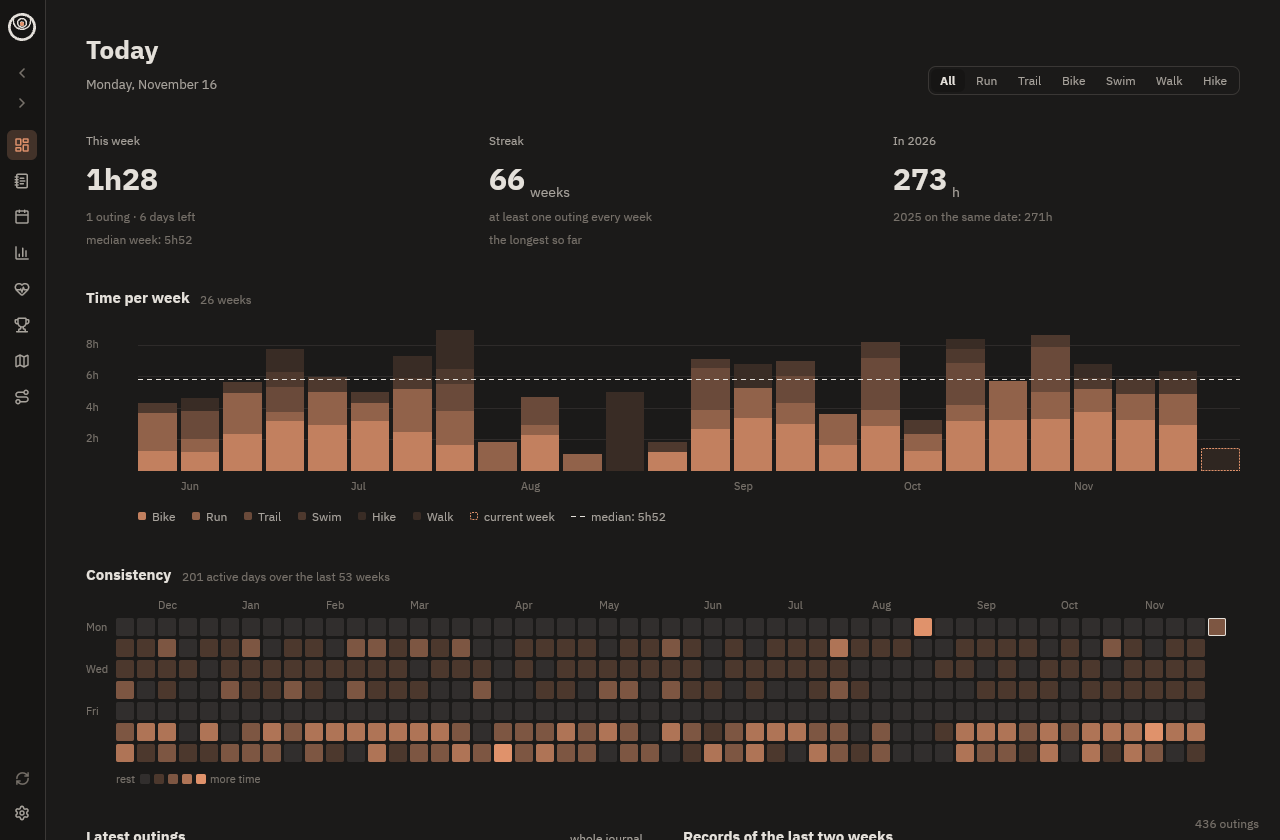 Today
Monday, November 16
All Run Trail Bike Swim Walk Hike
This week
1h28
1 outing · 6 days left
median week: 5h52
Streak
66 weeks
at least one outing every week
the longest so far
In 2026
273 h
2025 on the same date: 271h
Time per week 26 weeks
8h
6h
4h
2h
Jun Jul Aug Sep Oct Nov
Bike Run Trail Swim Hike Walk current week median: 5h52
Consistency 201 active days over the last 53 weeks
Dec Jan Feb Mar Apr May Jun Jul Aug Sep Oct Nov
Mon
Wed
Fri
rest more time
436 outings
Latest outings whole journal
Records of the last two weeks